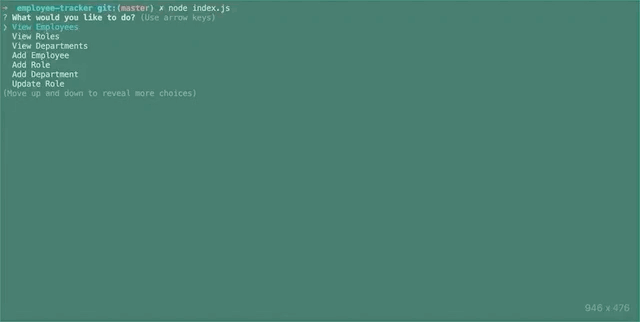 → employee-tracker git:(master) ✗ node index.js
? What would you like to do? (Use arrow keys)
❯ View Employees
View Roles
View Departments
Add Employee
Add Role
Add Department
Update Role
(Move up and down to reveal more choices)
948 x 476